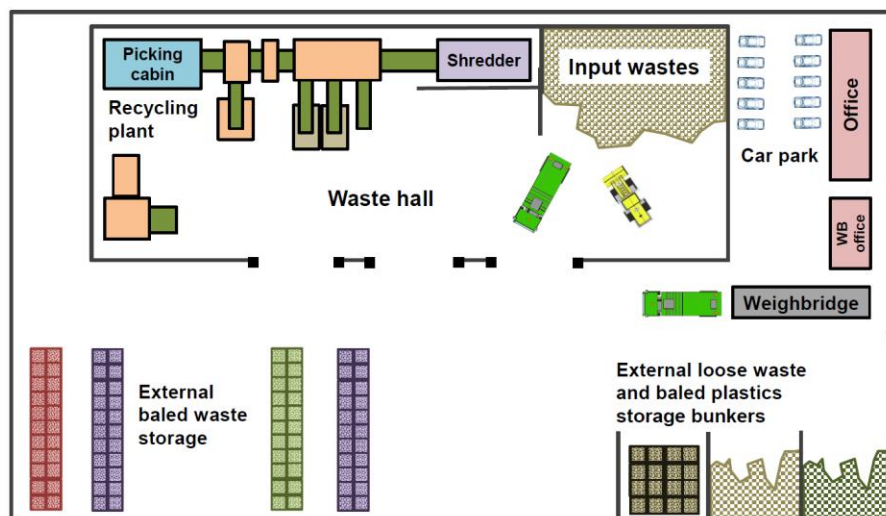 Picking
cabin
Shredder
Input wastes
Office
Recycling
plant
Car park
Waste hall
WB
office
Weighbridge
External
baled waste
storage
External loose waste
and baled plastics
storage bunkers